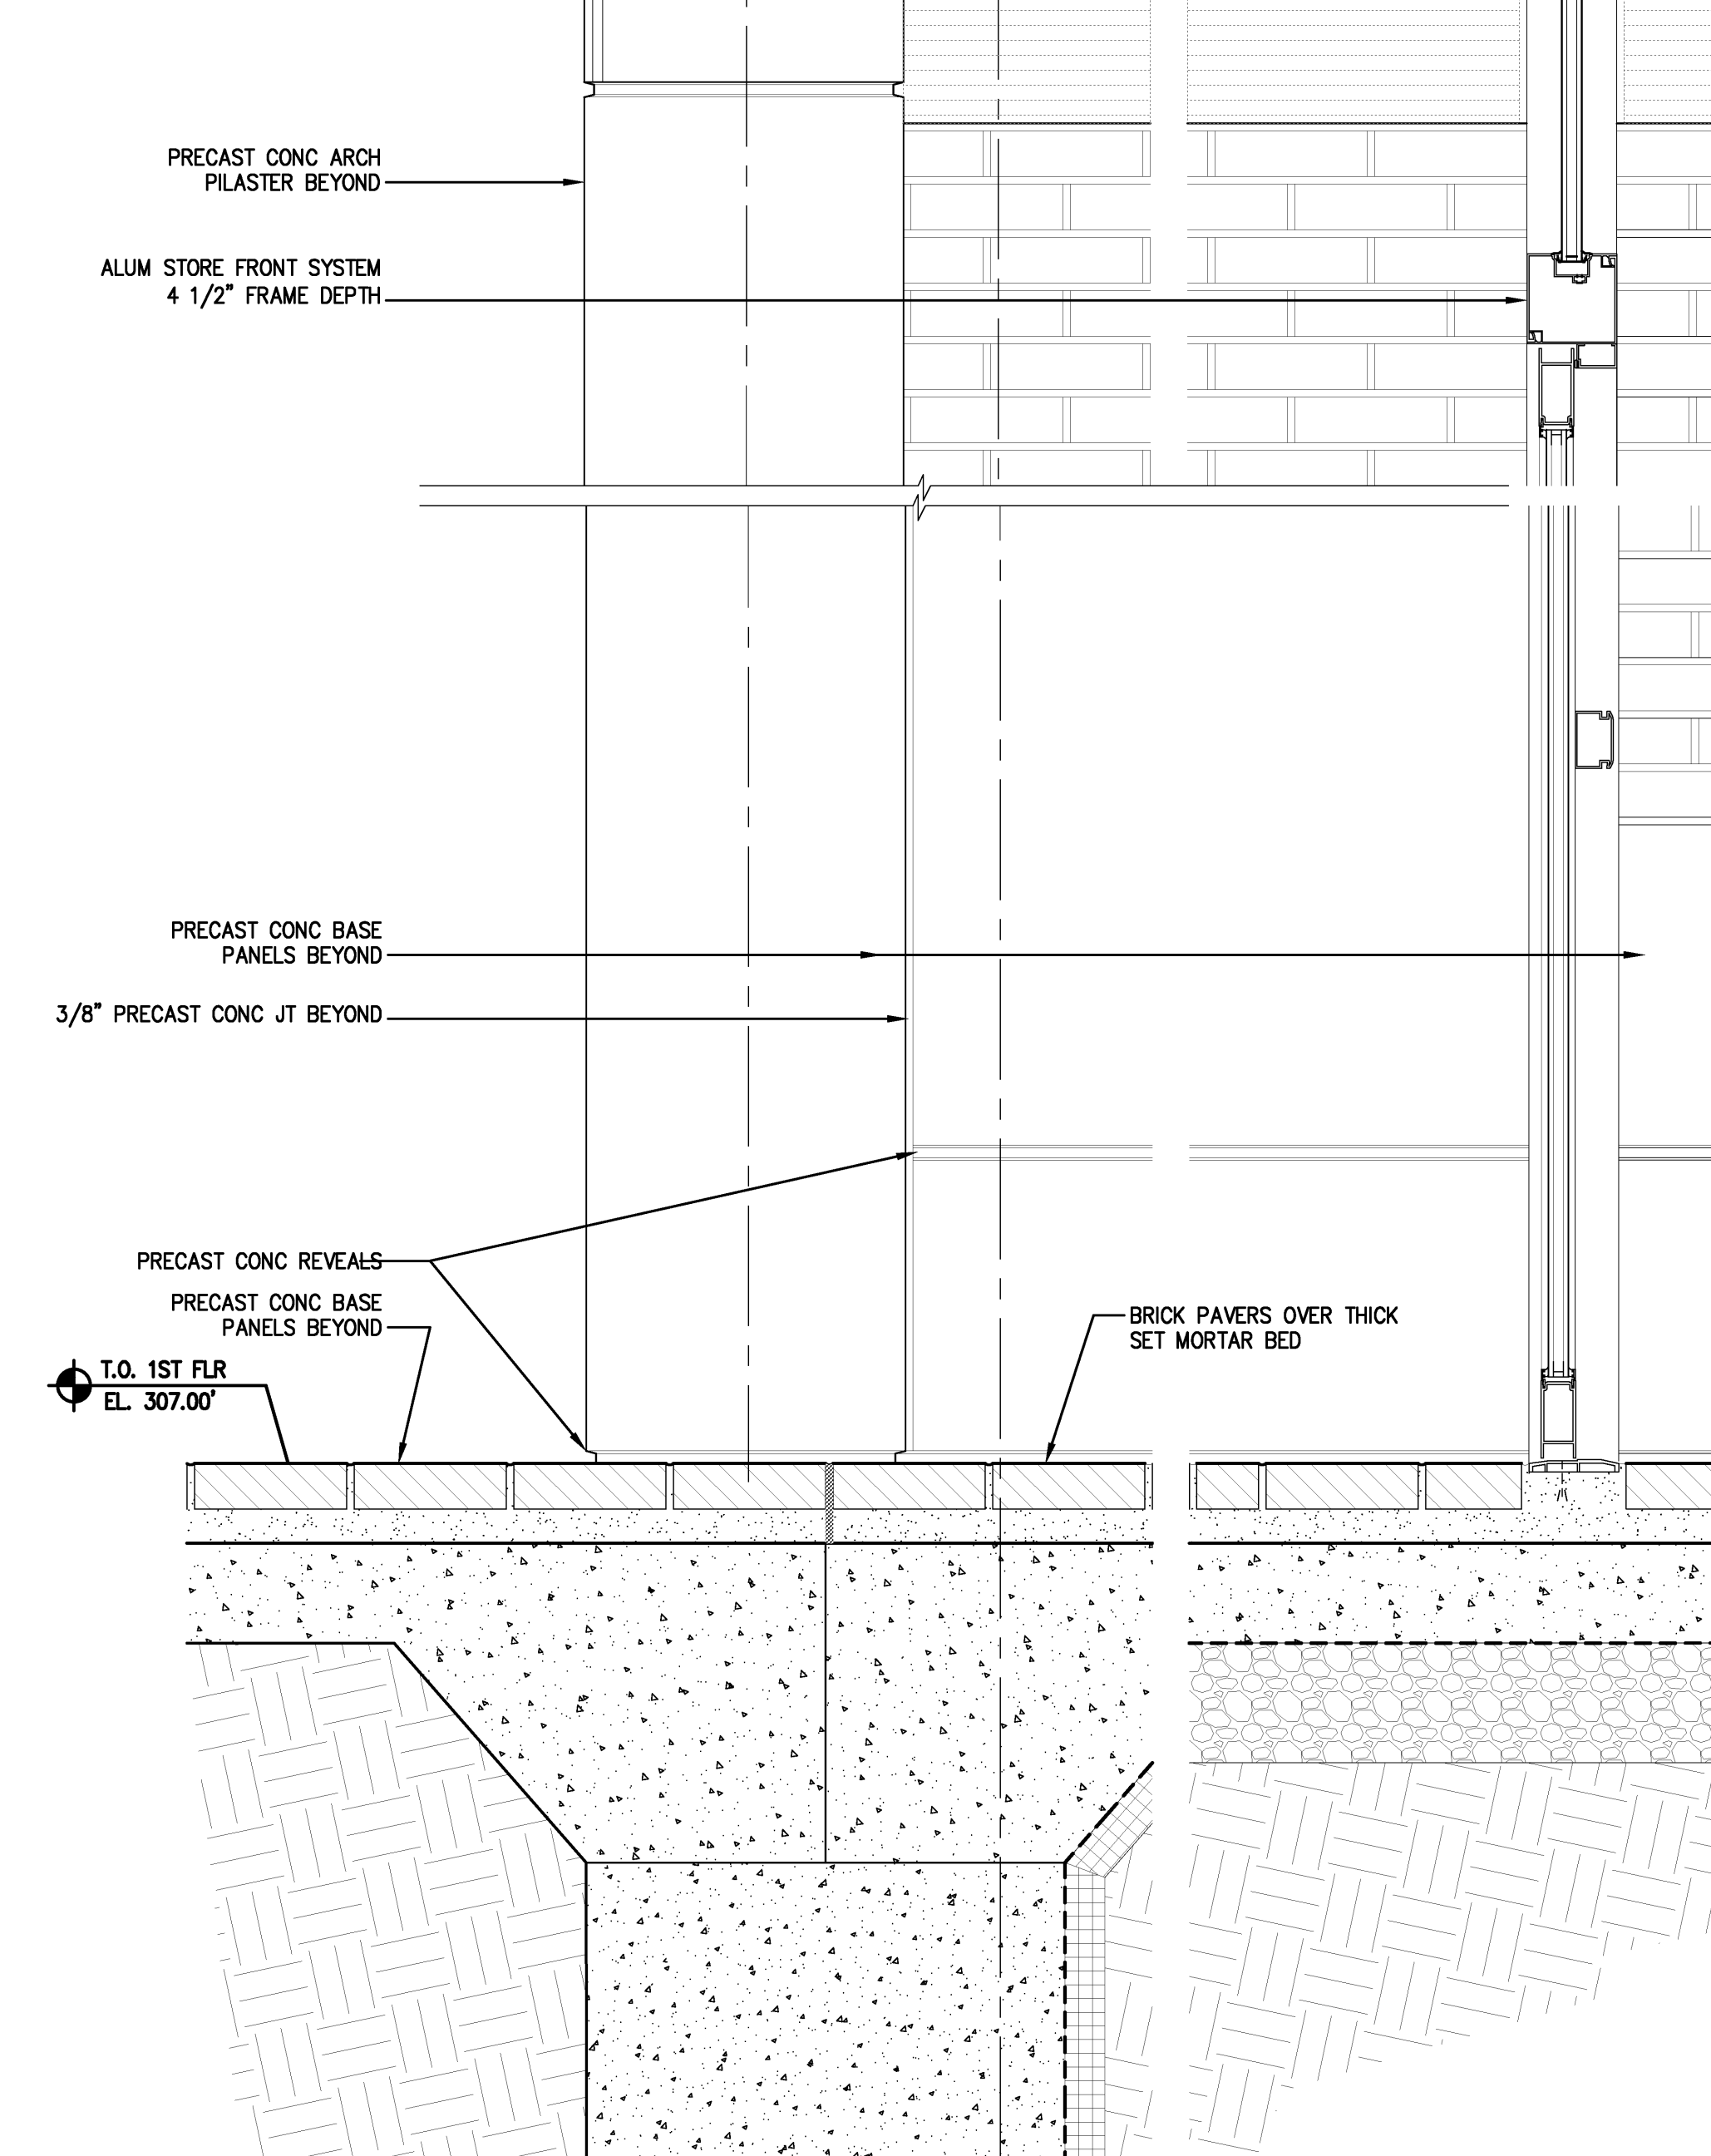 PRECAST CONC ARCH
PILASTER BEYOND
ALUM STORE FRONT SYSTEM
4 1/2" FRAME DEPTH
PRECAST CONC BASE
PANELS BEYOND
3/8" PRECAST CONC JT BEYOND
PRECAST CONC REVEALS
PRECAST CONC BASE
PANELS BEYOND
BRICK PAVERS OVER THICK
SET MORTAR BED
T.O. 1ST FLR
EL. 307.00'